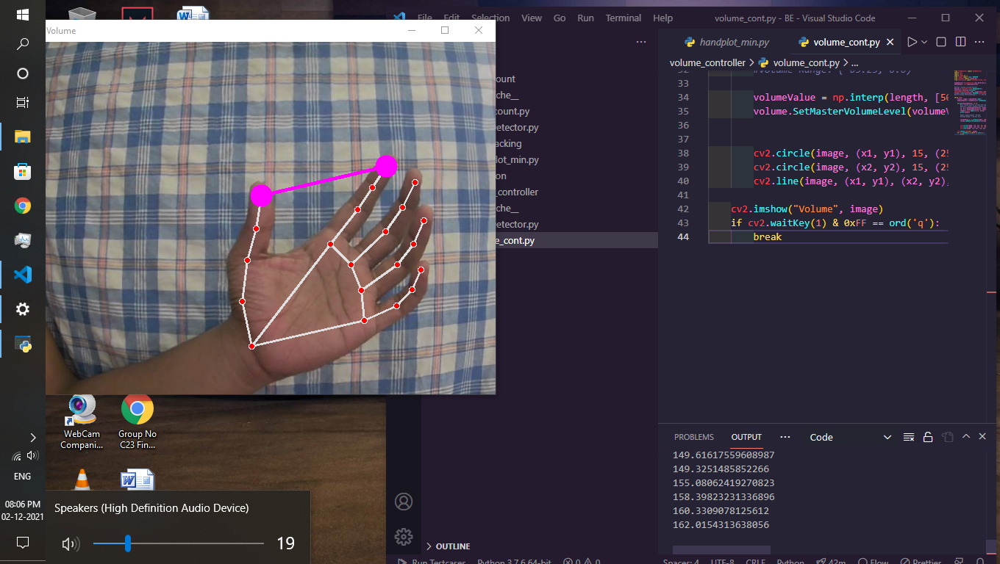 Volume
File Edit Selection View Go Run Terminal Help
volume_cont.py - BE - Visual Studio Code
handplot_min.py
volume_cont.py
volume_controller > volume_cont.py > ...
ount
che__
count.py
etector.py
acking
lot_min.py
on
_controller
che__
etector.py
e_cont.py
33
34 volumeValue = np.interp(length, [50
35 volume.SetMasterVolumeLevel(volumeV
36
37
38 cv2.circle(image, (x1, y1), 15, (25
39 cv2.circle(image, (x2, y2), 15, (25
40 cv2.line(image, (x1, y1), (x2, y2),
41
42 cv2.imshow("Volume", image)
43 if cv2.waitKey(1) & 0xFF == ord('q'):
44 break
PROBLEMS OUTPUT ... Code
149.61617559608987
149.3251485852266
155.08062419270823
158.39823231336896
160.3309078125612
162.0154313638056
OUTLINE
Run Testcases Python 3.7.6 64-bit 0 0 Spaces: 4 UTF-8 CRLF Python 42m Flow Prettier
WebCam
Compani...
Group No
C23 Fin...
ENG
08:06 PM
02-12-2021
Speakers (High Definition Audio Device)
19